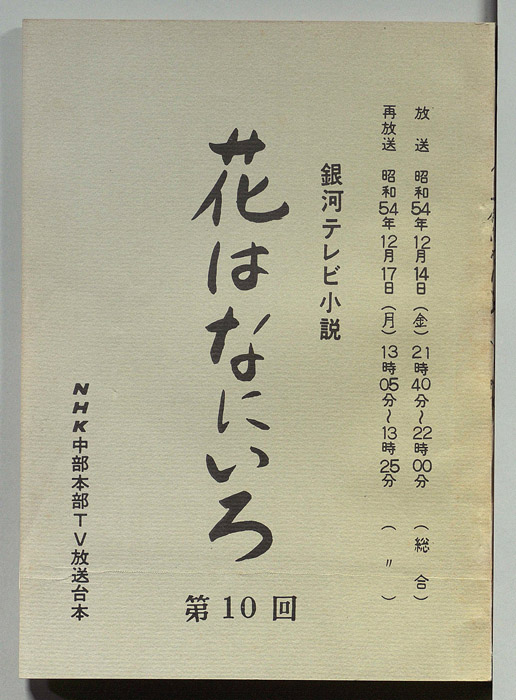 放送 昭和54年12月14日（金）21時40分～22時00分（総合）
再放送 昭和54年12月17日（月）13時05分～13時25分（〃）
銀河テレビ小説
花はなにいろ
第10回
NHK中部本部TV放送台本